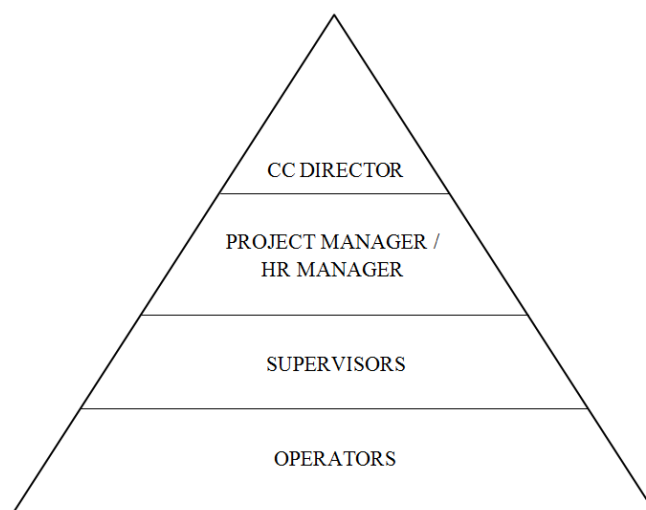 CC DIRECTOR
PROJECT MANAGER /
HR MANAGER
SUPERVISORS
OPERATORS